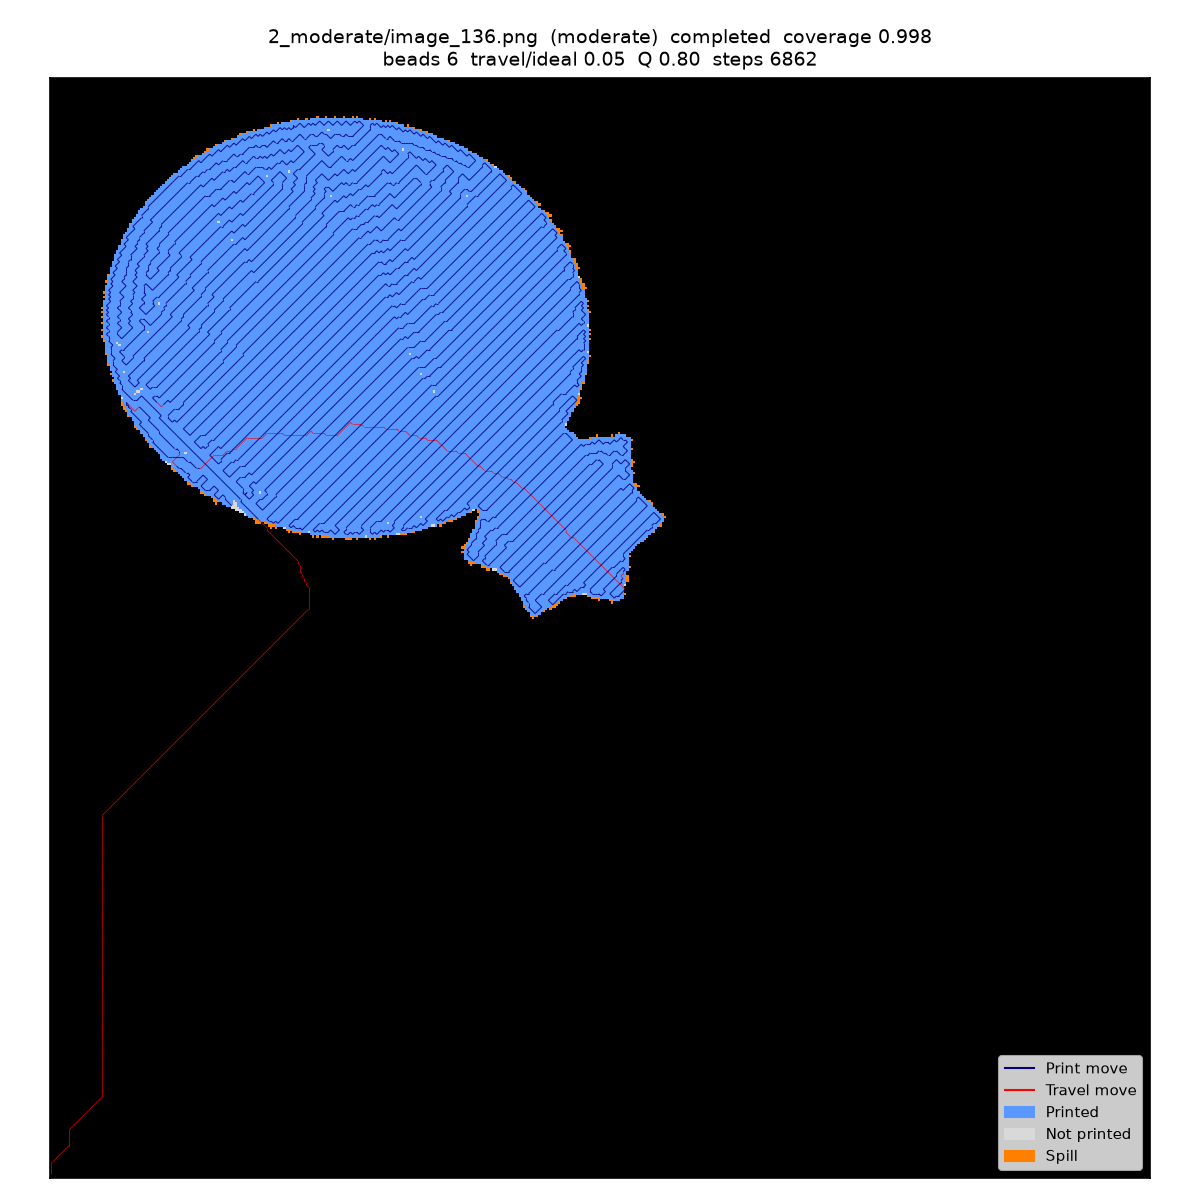 2_moderate/image_136.png  (moderate)  completed  coverage 0.998
beads 6  travel/ideal 0.05  Q 0.80  steps 6862
Print move
Travel move
Printed
Not printed
Spill